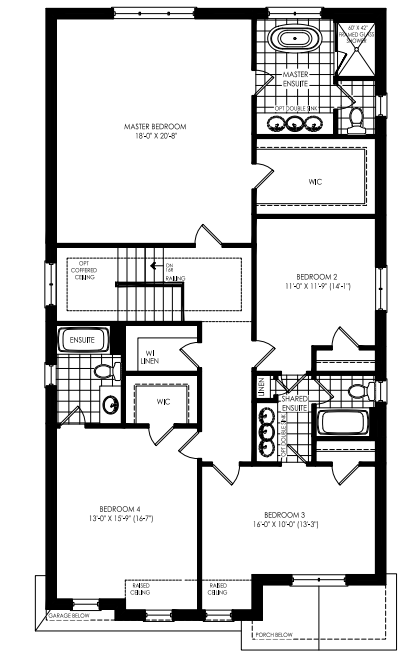 60" X 42"
FRAMED GLASS
SHOWER
MASTER
ENSUITE
OPT DOUBLE SINK
MASTER BEDROOM
18'-0" X 20'-8"
WIC
OPT
COFFERED
CEILING
ON
16R
RAILING
BEDROOM 2
11'-0" X 11'-9" (14'-1")
ENSUITE
WI
LINEN
WIC
LINEN
SHARED
ENSUITE
OPT DOUBLE SINK
BEDROOM 4
13'-0" X 15'-9" (16'-7")
BEDROOM 3
16'-0" X 10'-0" (13'-3")
RAISED
CEILING
RAISED
CEILING
GARAGE BELOW
PORCH BELOW